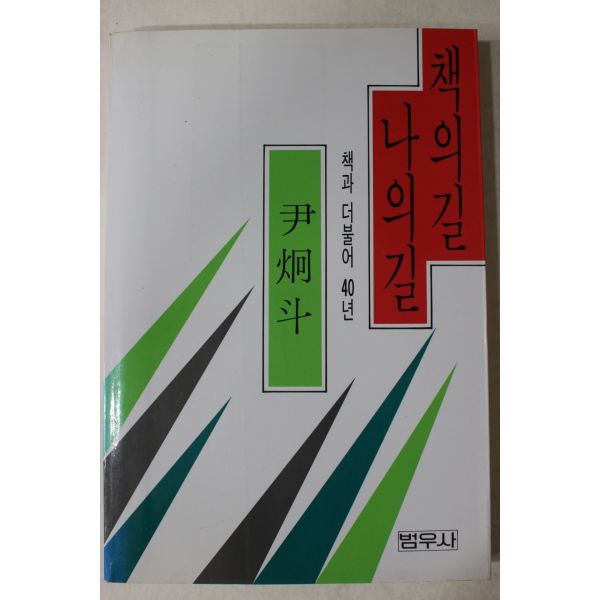 책의길
나의길
책과 더불어 40년
尹炯斗
범우사